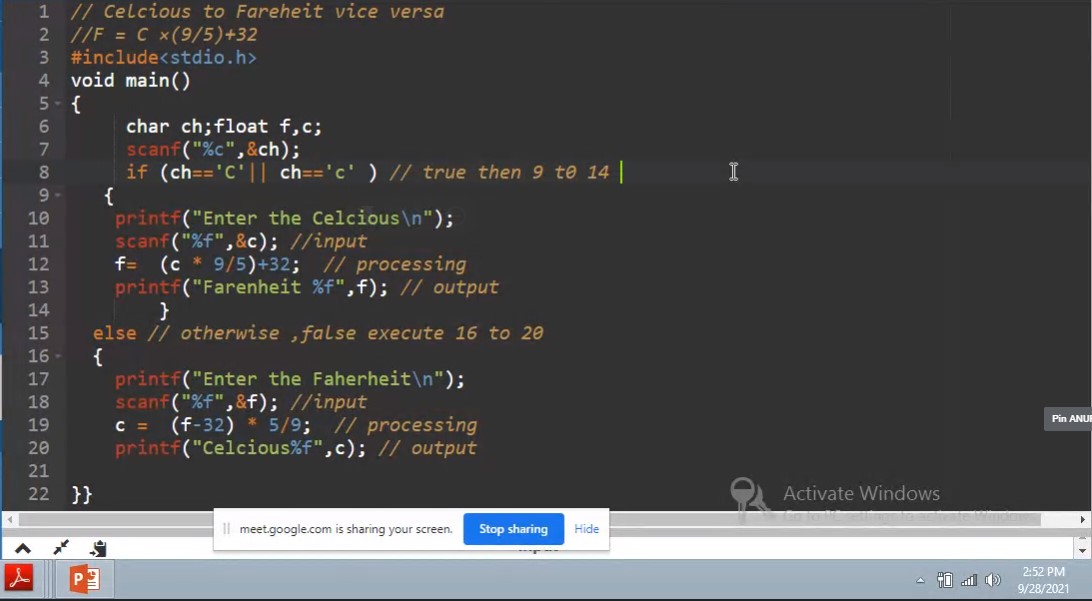 1 // Celcious to Fareheit vice versa
2 //F = C ×(9/5)+32
3 #include<stdio.h>
4 void main()
5 {
6 char ch;float f,c;
7 scanf("%c",&ch);
8 if (ch=='C'|| ch=='c' ) // true then 9 t0 14
9 {
10 printf("Enter the Celcious\n");
11 scanf("%f",&c); //input
12 f= (c * 9/5)+32; // processing
13 printf("Farenheit %f",f); // output
14 }
15 else // otherwise ,false execute 16 to 20
16 {
17 printf("Enter the Faherheit\n");
18 scanf("%f",&f); //input
19 c = (f-32) * 5/9; // processing
Pin ANUR
20 printf("Celcious%f",c); // output
21
22 }}
Activate Windows
Go to PC settings to activate Windows.
meet.google.com is sharing your screen. Stop sharing Hide
2:52 PM
9/28/2021